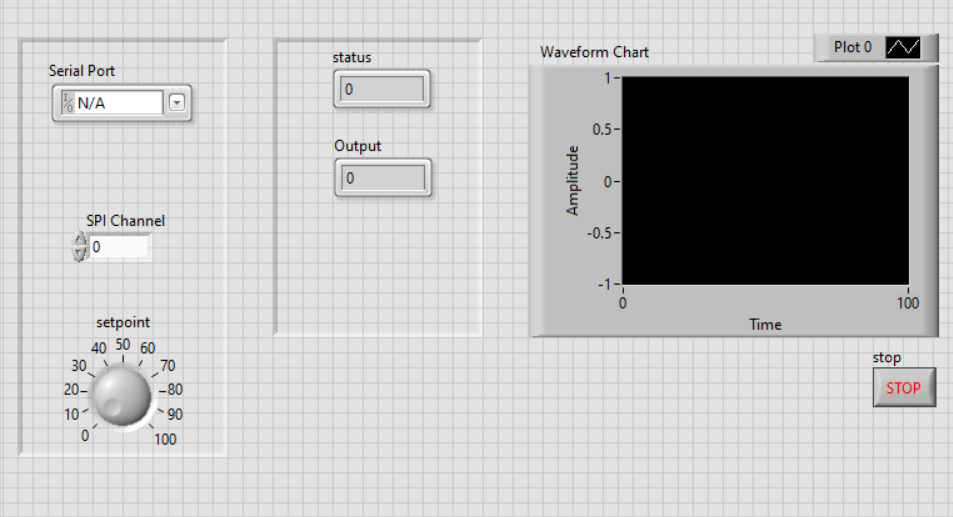 Serial Port
I/O N/A
SPI Channel
0
setpoint
0 10 20 30 40 50 60 70 80 90 100
status
0
Output
0
Waveform Chart
Plot 0
Amplitude
1
0.5
0
-0.5
-1
0 100
Time
stop
STOP